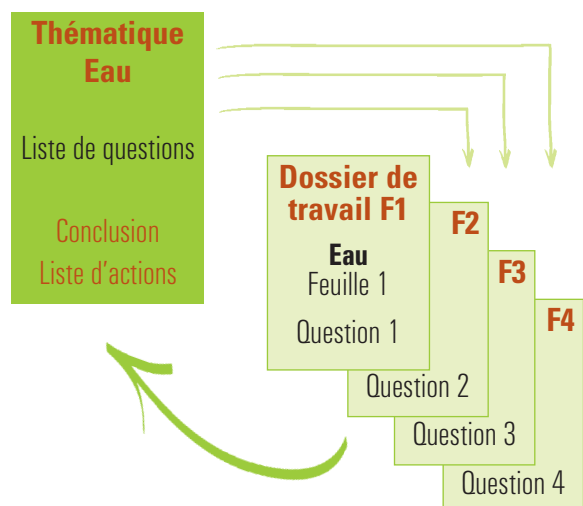 Thématique
Eau
Liste de questions
Conclusion
Liste d'actions
Dossier de
travail F1
Eau
Feuille 1
Question 1
F2
Question 2
F3
Question 3
F4
Question 4